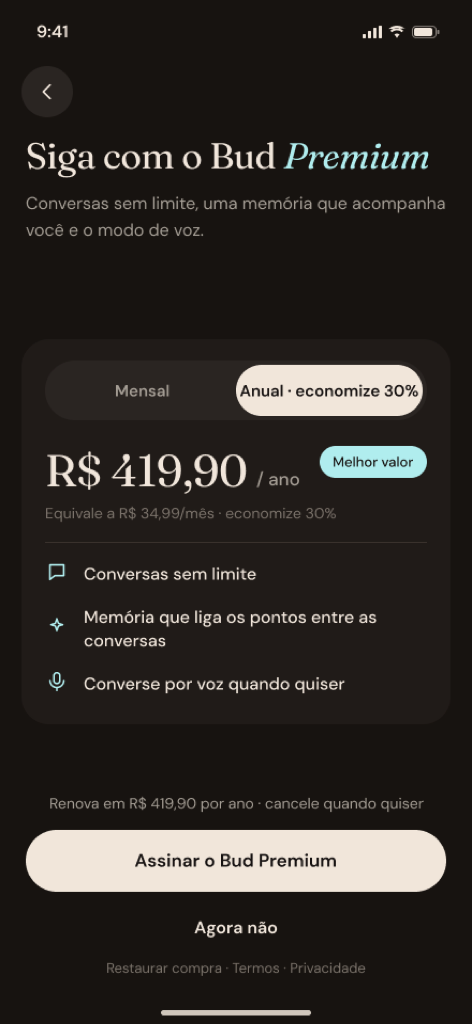 9:41
Siga com o Bud Premium
Conversas sem limite, uma memória que acompanha
você e o modo de voz.
Mensal
Anual · economize 30%
R$ 419,90 / ano
Melhor valor
Equivale a R$ 34,99/mês · economize 30%
Conversas sem limite
Memória que liga os pontos entre as
conversas
Converse por voz quando quiser
Renova em R$ 419,90 por ano · cancele quando quiser
Assinar o Bud Premium
Agora não
Restaurar compra · Termos · Privacidade